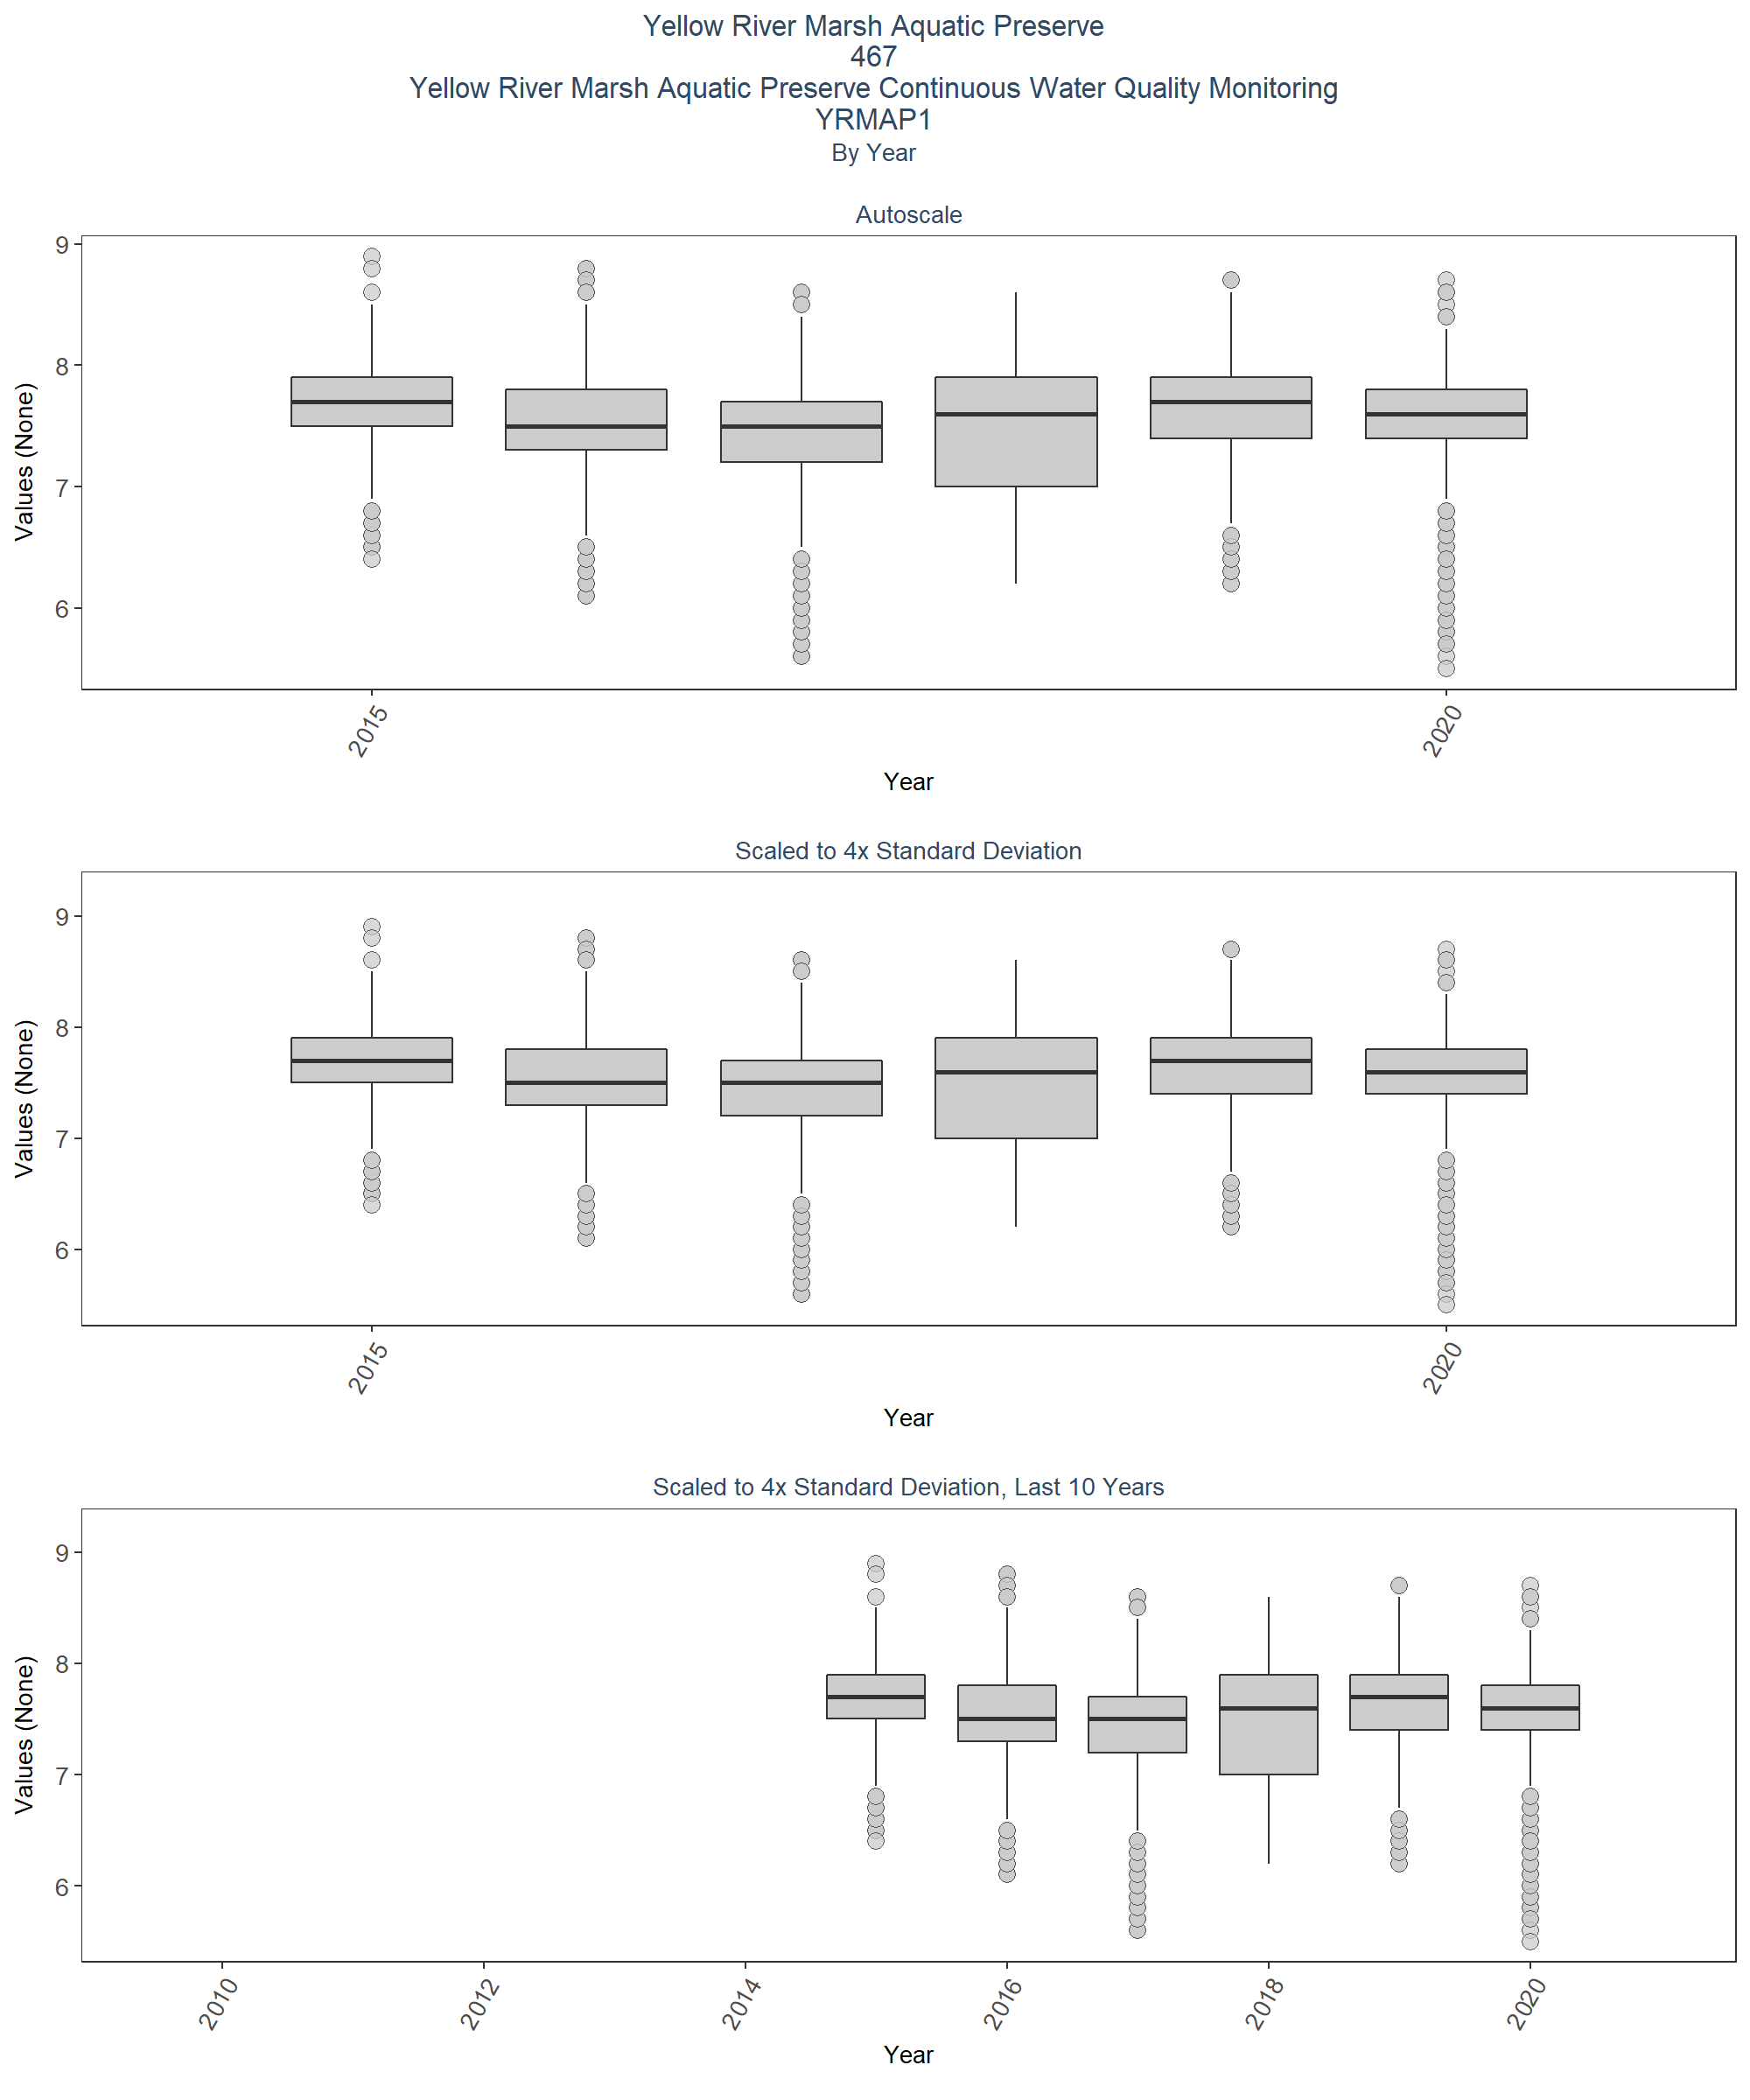 Yellow River Marsh Aquatic Preserve
467
Yellow River Marsh Aquatic Preserve Continuous Water Quality Monitoring
YRMAP1
By Year
Autoscale
Values (None)
9
8
7
6
2015
2020
Year
Scaled to 4x Standard Deviation
Values (None)
9
8
7
6
2015
2020
Year
Scaled to 4x Standard Deviation, Last 10 Years
Values (None)
9
8
7
6
2010
2012
2014
2016
2018
2020
Year